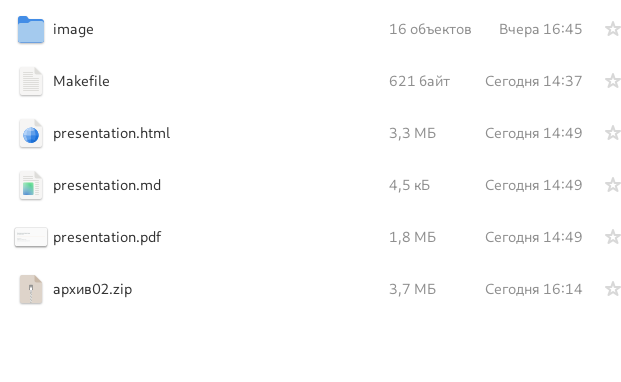 image 16 объектов Вчера 16:45
Makefile 621 байт Сегодня 14:37
presentation.html 3,3 МБ Сегодня 14:49
presentation.md 4,5 кБ Сегодня 14:49
presentation.pdf 1,8 МБ Сегодня 14:49
архив02.zip 3,7 МБ Сегодня 16:14